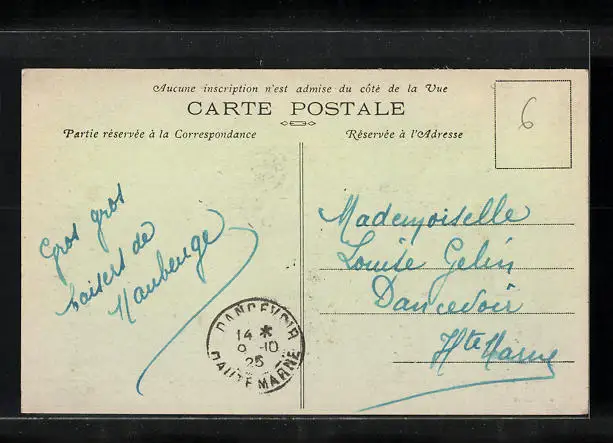 Aucune inscription n'est admise du côté de la Vue
CARTE POSTALE
Partie réservée à la Correspondance
Réservée à l'Adresse
6
Gros gros
baisers de
Maubeuge
Mademoiselle
Louise Gelin
Dancevoir
Hte Marne
DANCEVOIR
14 *
9 -10
25
HAUTE MARNE